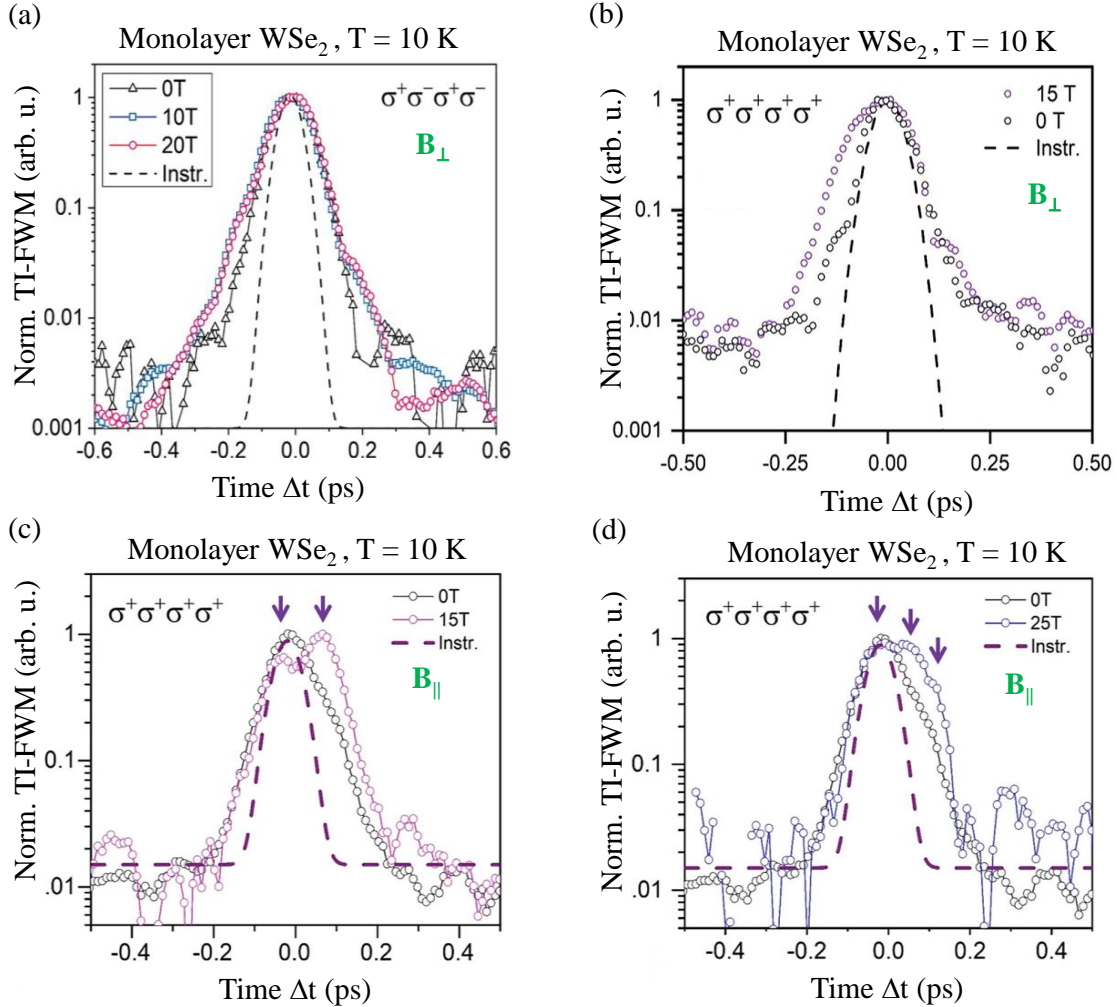 (a)
Monolayer WSe₂ , T = 10 K
0T
10T
20T
Instr.
σ⁺σ⁻σ⁺σ⁻
B⊥
Norm. TI-FWM (arb. u.)
1
0.1
0.01
0.001
-0.6 -0.4 -0.2 0.0 0.2 0.4 0.6
Time Δt (ps)
(b)
Monolayer WSe₂ , T = 10 K
σ⁺σ⁺σ⁺σ⁺
15 T
0 T
Instr.
B⊥
Norm. TI-FWM (arb. u.)
1
0.1
0.01
0.001
-0.50 -0.25 0.00 0.25 0.50
Time Δt (ps)
(c)
Monolayer WSe₂ , T = 10 K
σ⁺σ⁺σ⁺σ⁺
0T
15T
Instr.
B∥
Norm. TI-FWM (arb. u.)
1
0.1
.01
-0.4 -0.2 0.0 0.2 0.4
Time Δt (ps)
(d)
Monolayer WSe₂ , T = 10 K
σ⁺σ⁺σ⁺σ⁺
0T
25T
Instr.
B∥
Norm. TI-FWM (arb. u.)
1
0.1
0.01
-0.4 -0.2 0.0 0.2 0.4
Time Δt (ps)